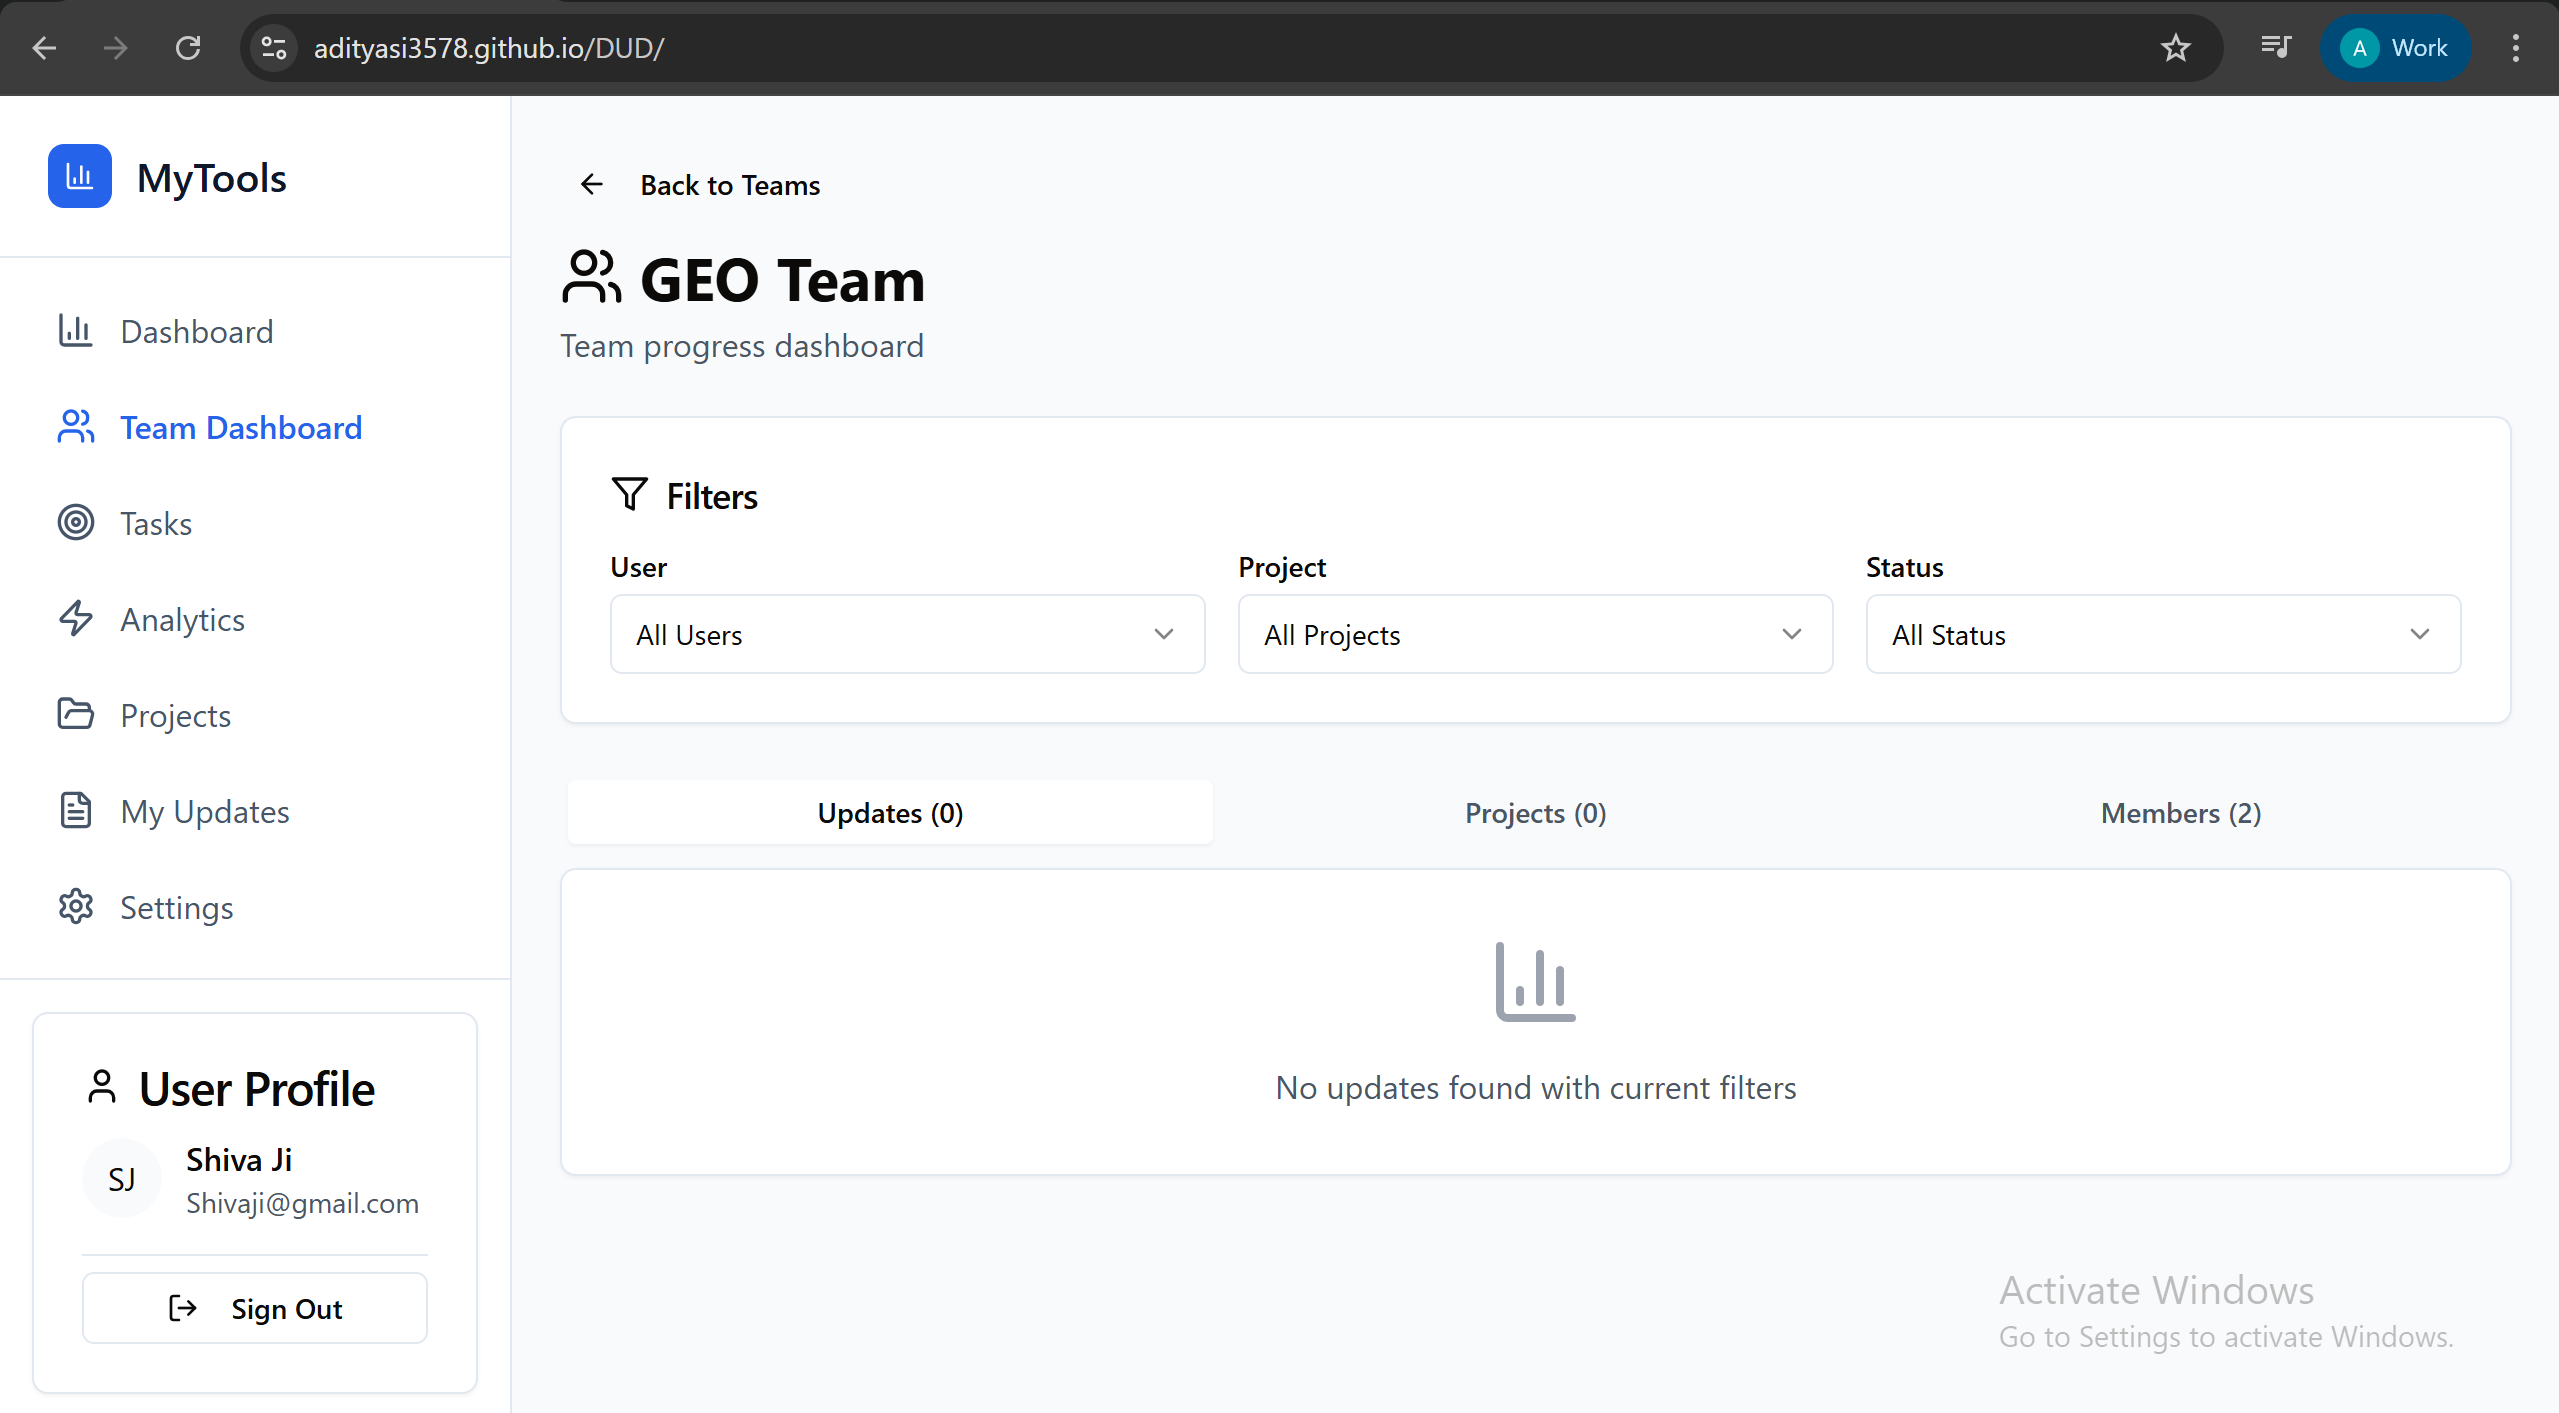 adityasi3578.github.io/DUD/
A Work
MyTools
Dashboard
Team Dashboard
Tasks
Analytics
Projects
My Updates
Settings
User Profile
SJ
Shiva Ji
Shivaji@gmail.com
Sign Out
Back to Teams
GEO Team
Team progress dashboard
Filters
User
All Users
Project
All Projects
Status
All Status
Updates (0)
Projects (0)
Members (2)
No updates found with current filters
Activate Windows
Go to Settings to activate Windows.